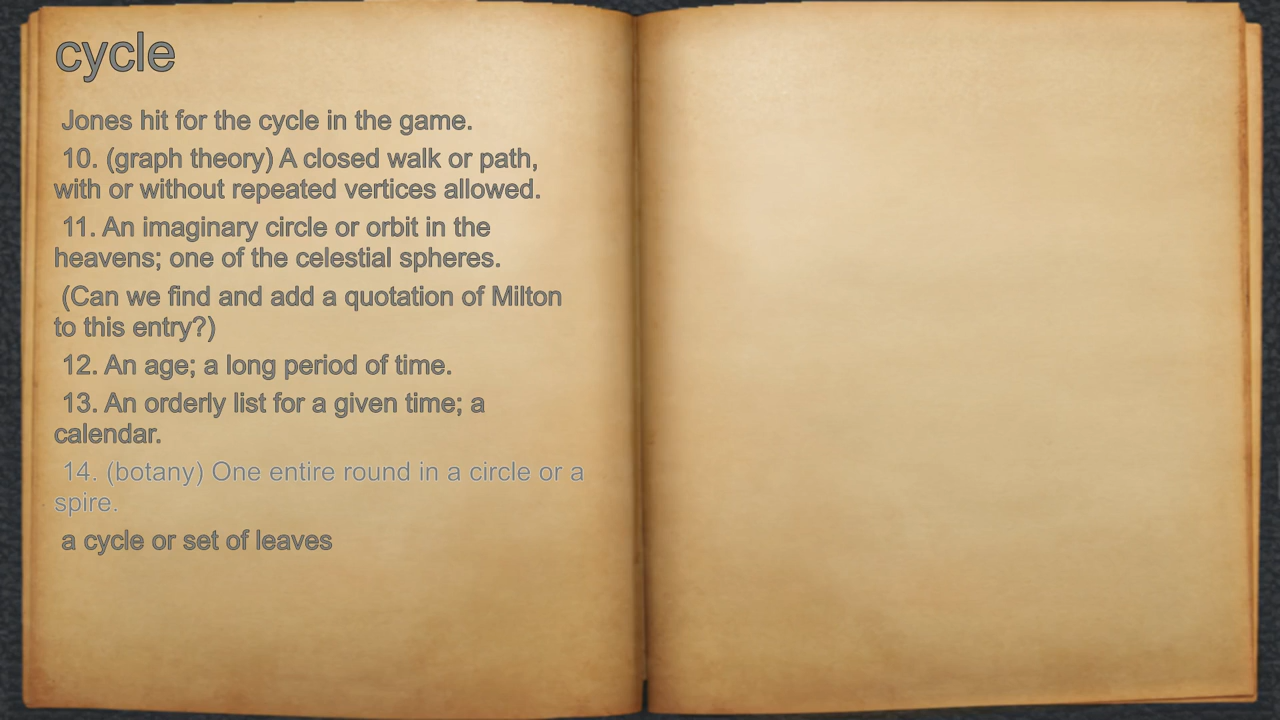 cycle
Jones hit for the cycle in the game.
10. (graph theory) A closed walk or path,
with or without repeated vertices allowed.
11. An imaginary circle or orbit in the
heavens; one of the celestial spheres.
(Can we find and add a quotation of Milton
to this entry?)
12. An age; a long period of time.
13. An orderly list for a given time; a
calendar.
14. (botany) One entire round in a circle or a
spire.
a cycle or set of leaves